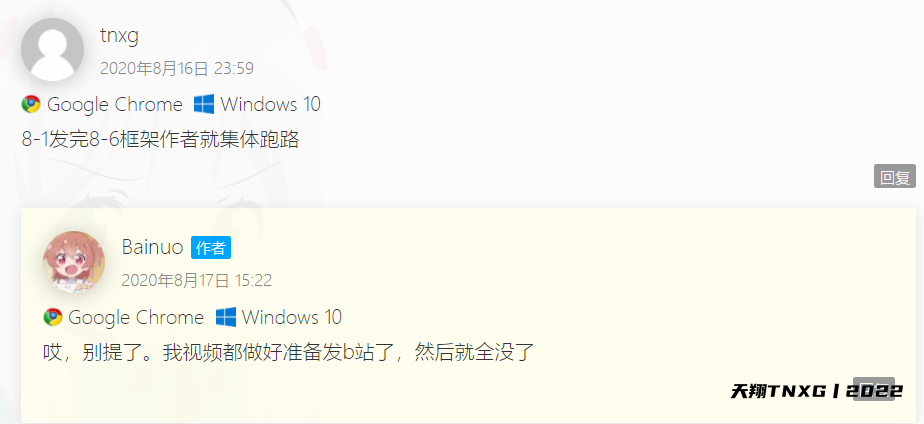 tnxg
2020年8月16日 23:59
Google Chrome Windows 10
8-1发完8-6框架作者就集体跑路
回复
Bainuo 作者
2020年8月17日 15:22
Google Chrome Windows 10
哎，别提了。我视频都做好准备发b站了，然后就全没了
天翔TNXG | 2022